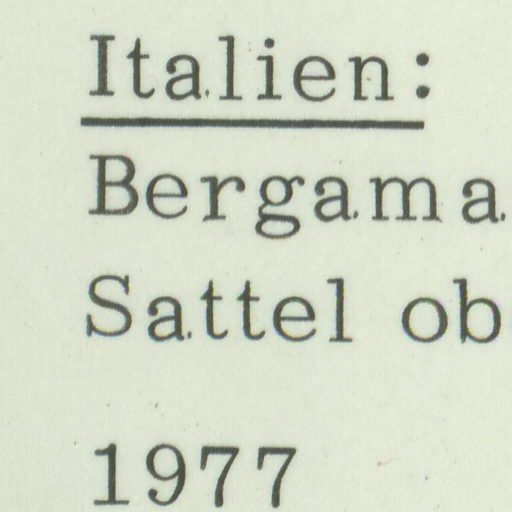 Italien:
Bergama
Sattel ob
1977